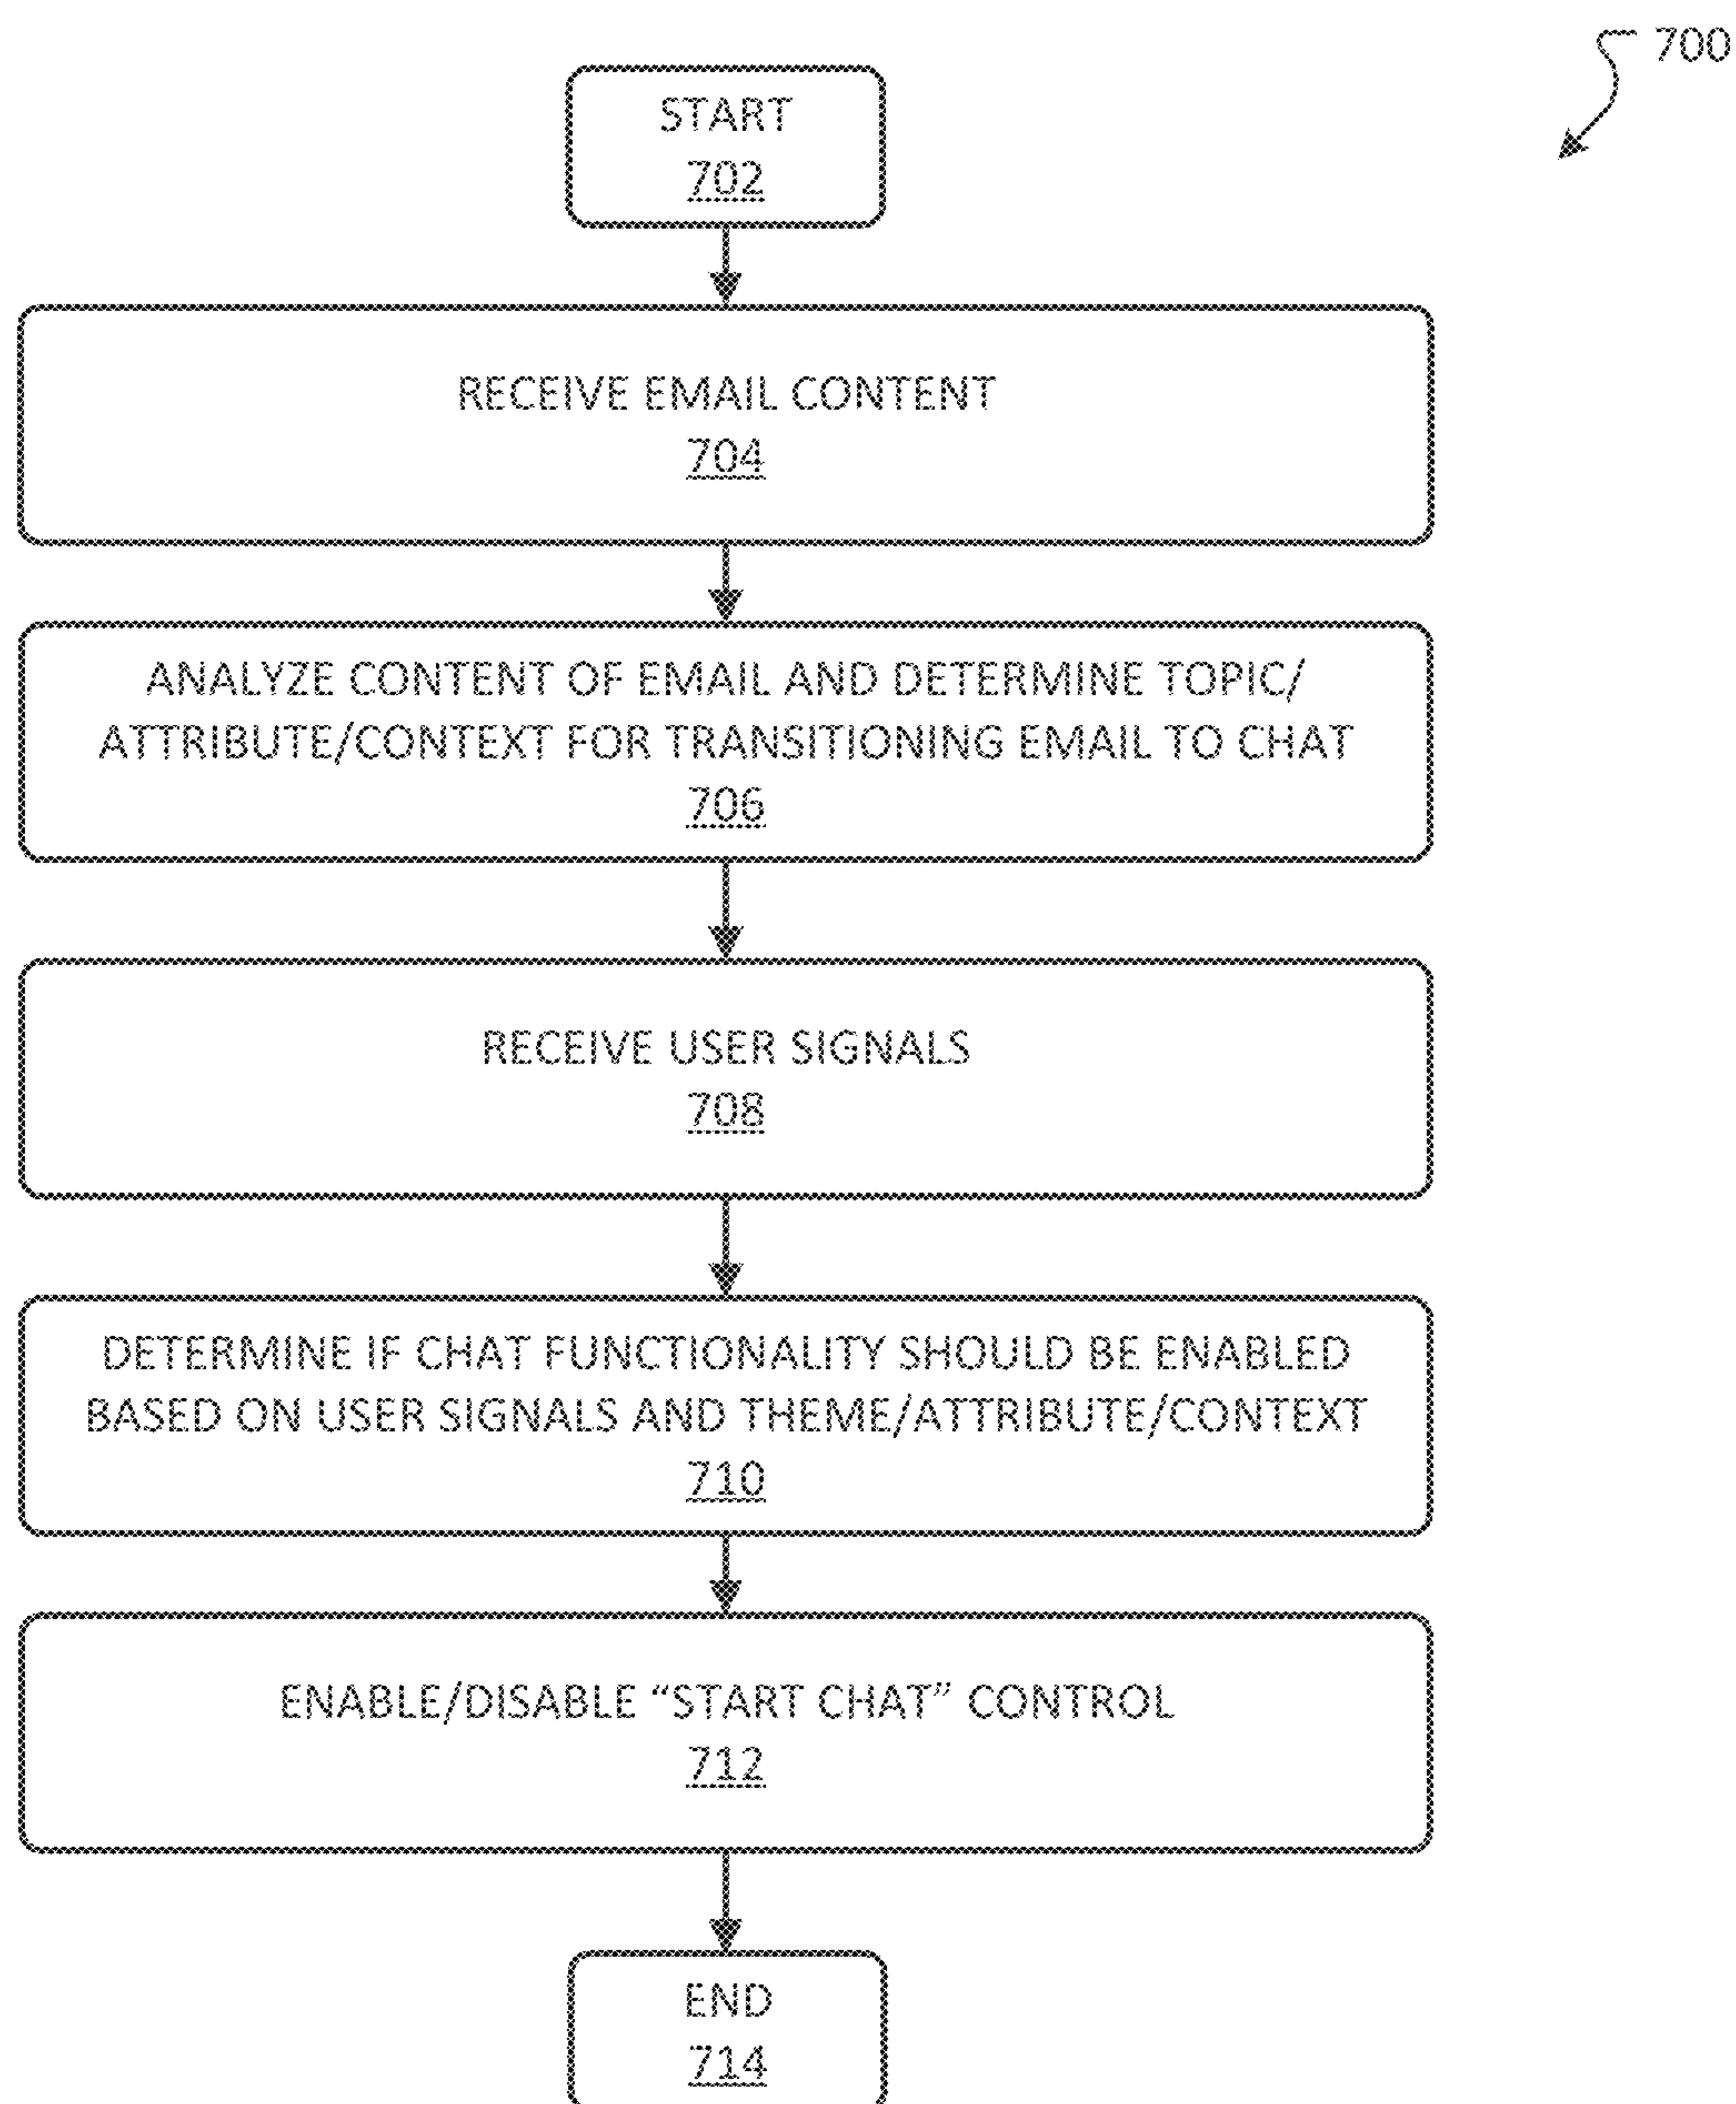 700
START
702
RECEIVE EMAIL CONTENT
704
ANALYZE CONTENT OF EMAIL AND DETERMINE TOPIC/
ATTRIBUTE/CONTEXT FOR TRANSITIONING EMAIL TO CHAT
706
RECEIVE USER SIGNALS
708
DETERMINE IF CHAT FUNCTIONALITY SHOULD BE ENABLED
BASED ON USER SIGNALS AND THEME/ATTRIBUTE/CONTEXT
710
ENABLE/DISABLE “START CHAT” CONTROL
712
END
714